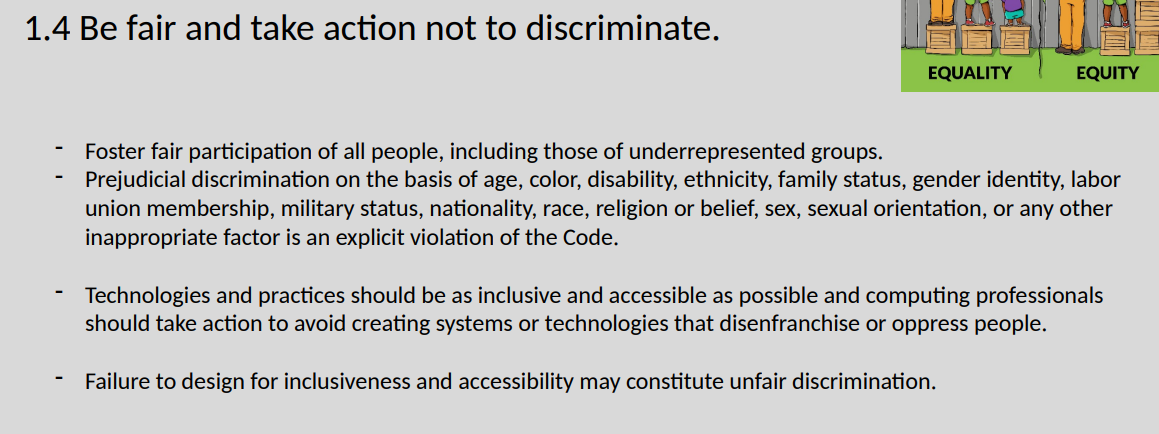 1.4 Be fair and take action not to discriminate.
EQUALITY
EQUITY
- Foster fair participation of all people, including those of underrepresented groups.
- Prejudicial discrimination on the basis of age, color, disability, ethnicity, family status, gender identity, labor
union membership, military status, nationality, race, religion or belief, sex, sexual orientation, or any other
inappropriate factor is an explicit violation of the Code.
- Technologies and practices should be as inclusive and accessible as possible and computing professionals
should take action to avoid creating systems or technologies that disenfranchise or oppress people.
- Failure to design for inclusiveness and accessibility may constitute unfair discrimination.